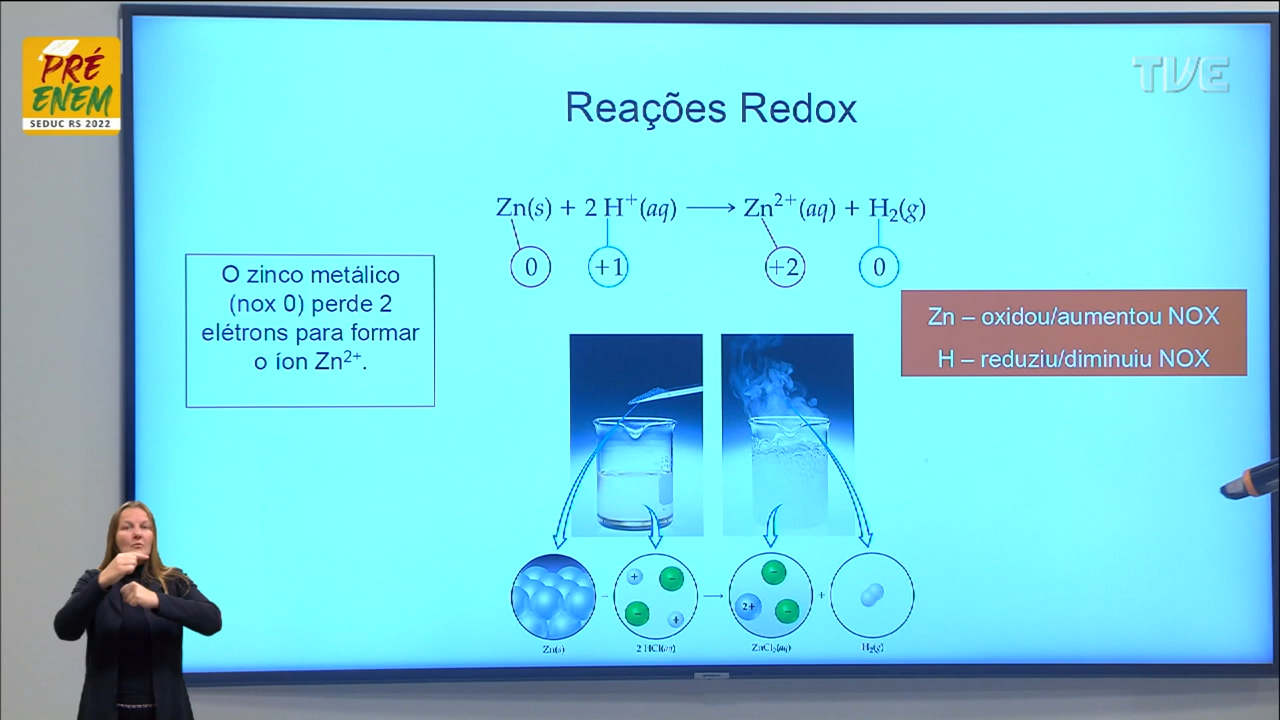 PRÉ
ENEM
SEDUC RS 2022
TVE
Reações Redox
Zn(s) + 2 H⁺(aq) ⟶ Zn²⁺(aq) + H₂(g)
0 +1 +2 0
O zinco metálico
(nox 0) perde 2
elétrons para formar
o íon Zn²⁺.
Zn – oxidou/aumentou NOX
H – reduziu/diminuiu NOX
+ − − +
− 2+ −
Zn(s) 2 HCl(aq) ZnCl₂(aq) H₂(g)